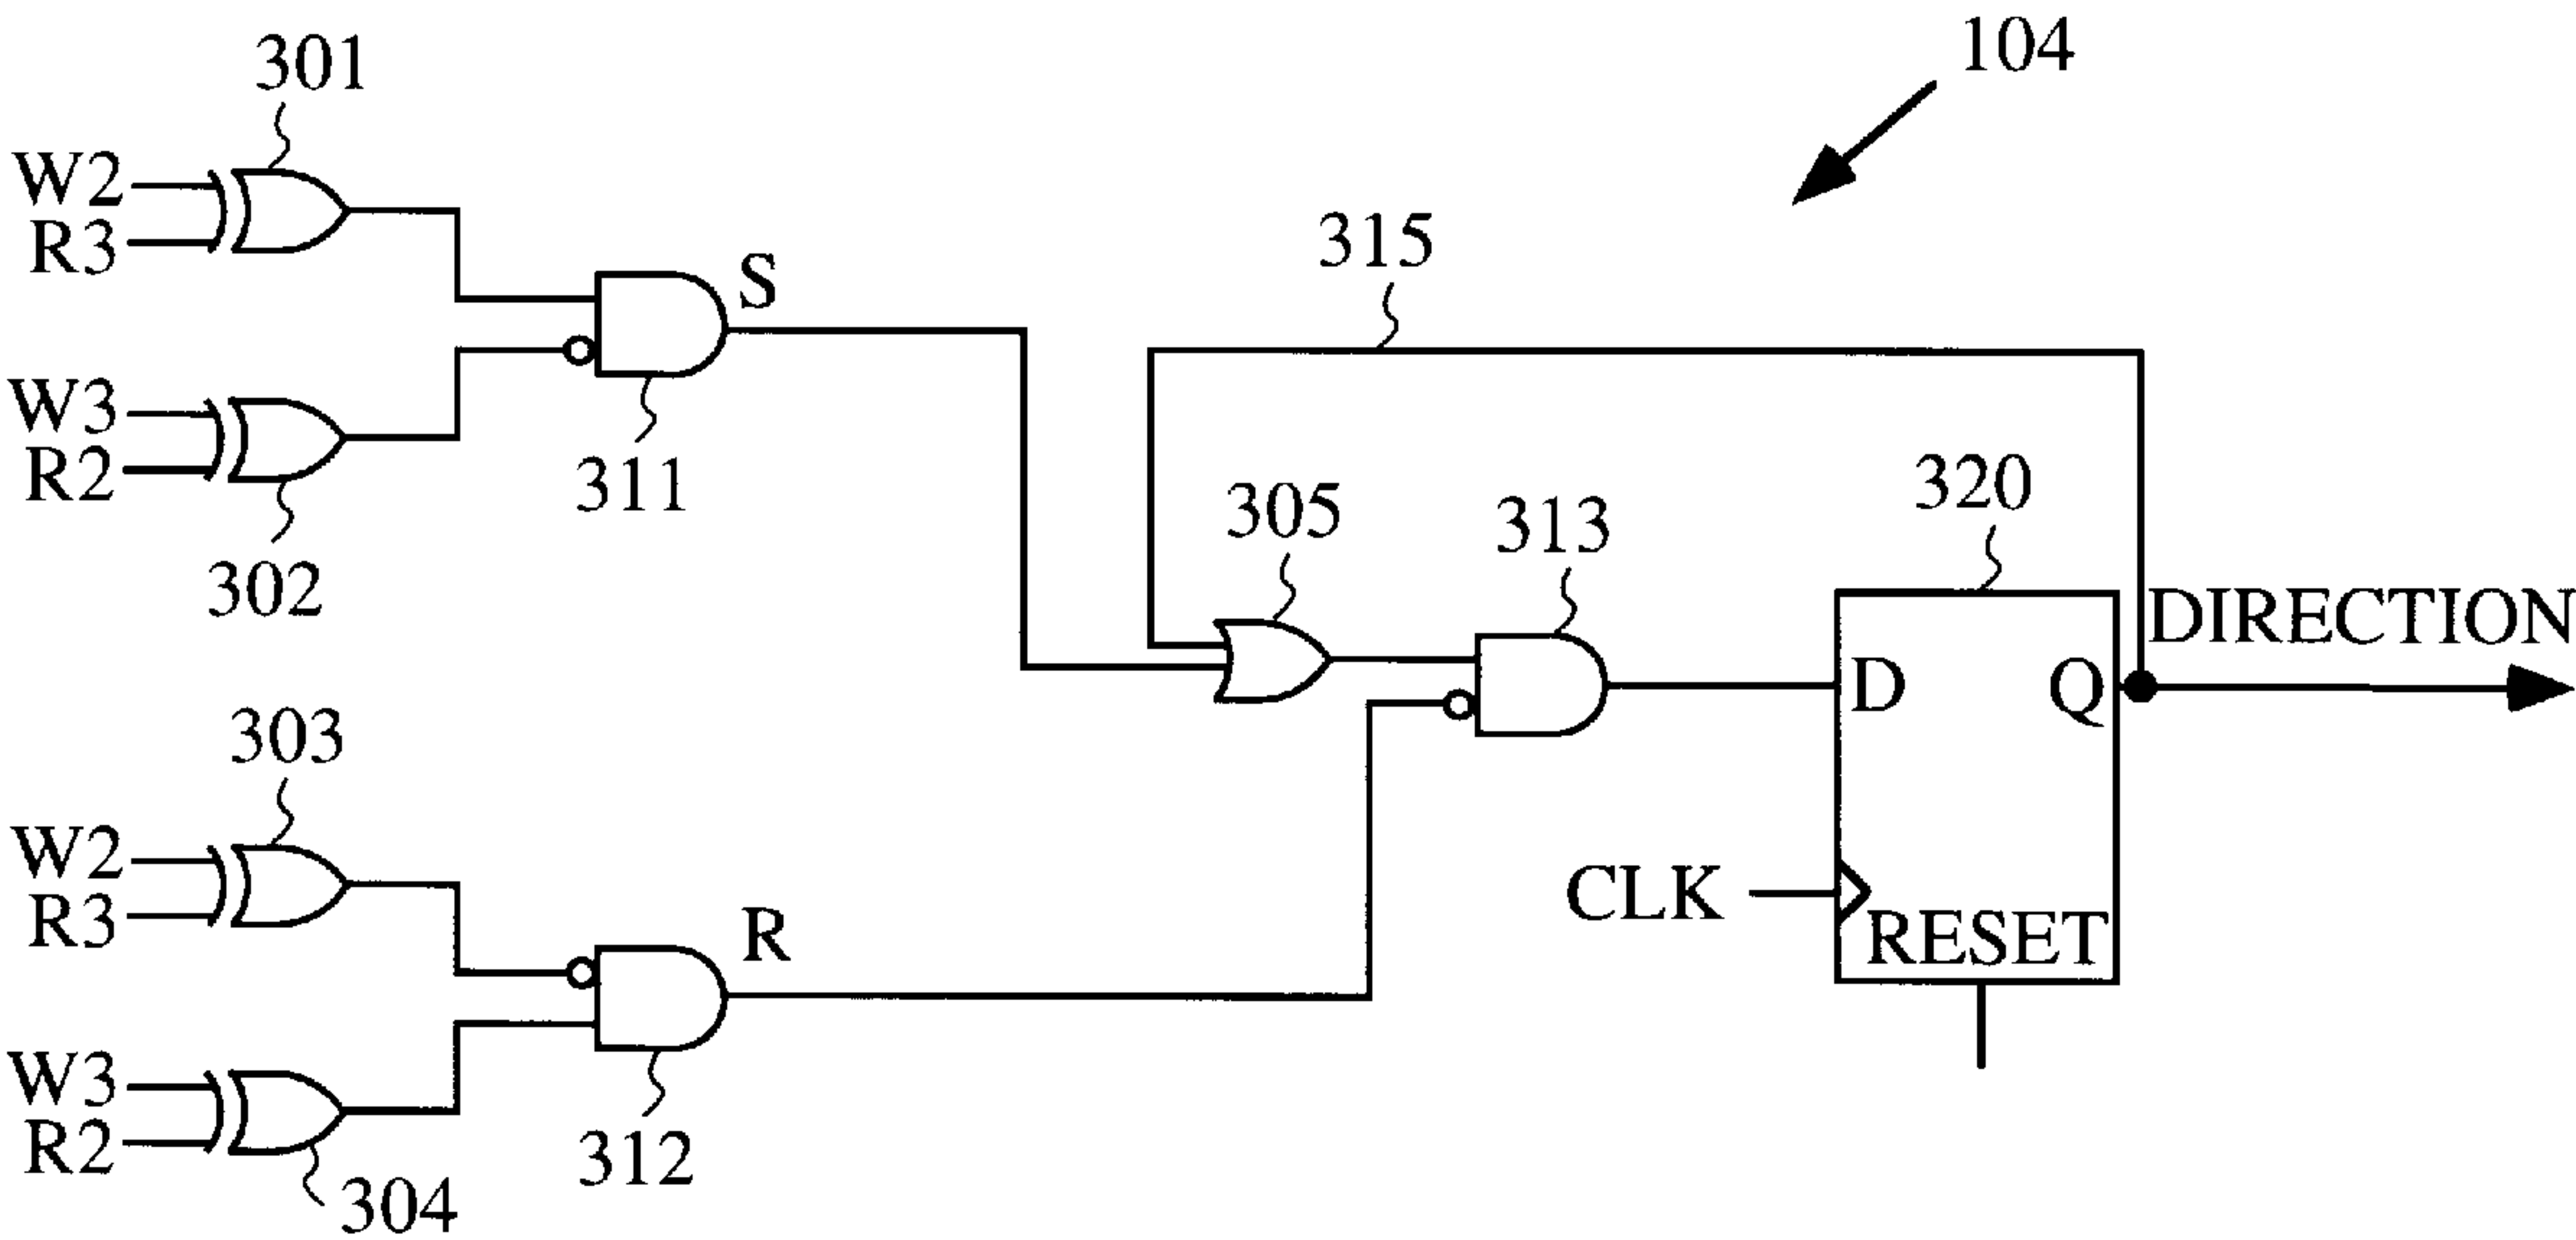 104
301
W2
R3
S
315
W3
R2
311
302
305
313
320
DIRECTION
D
Q
303
W2
R3
R
CLK
RESET
W3
R2
312
304